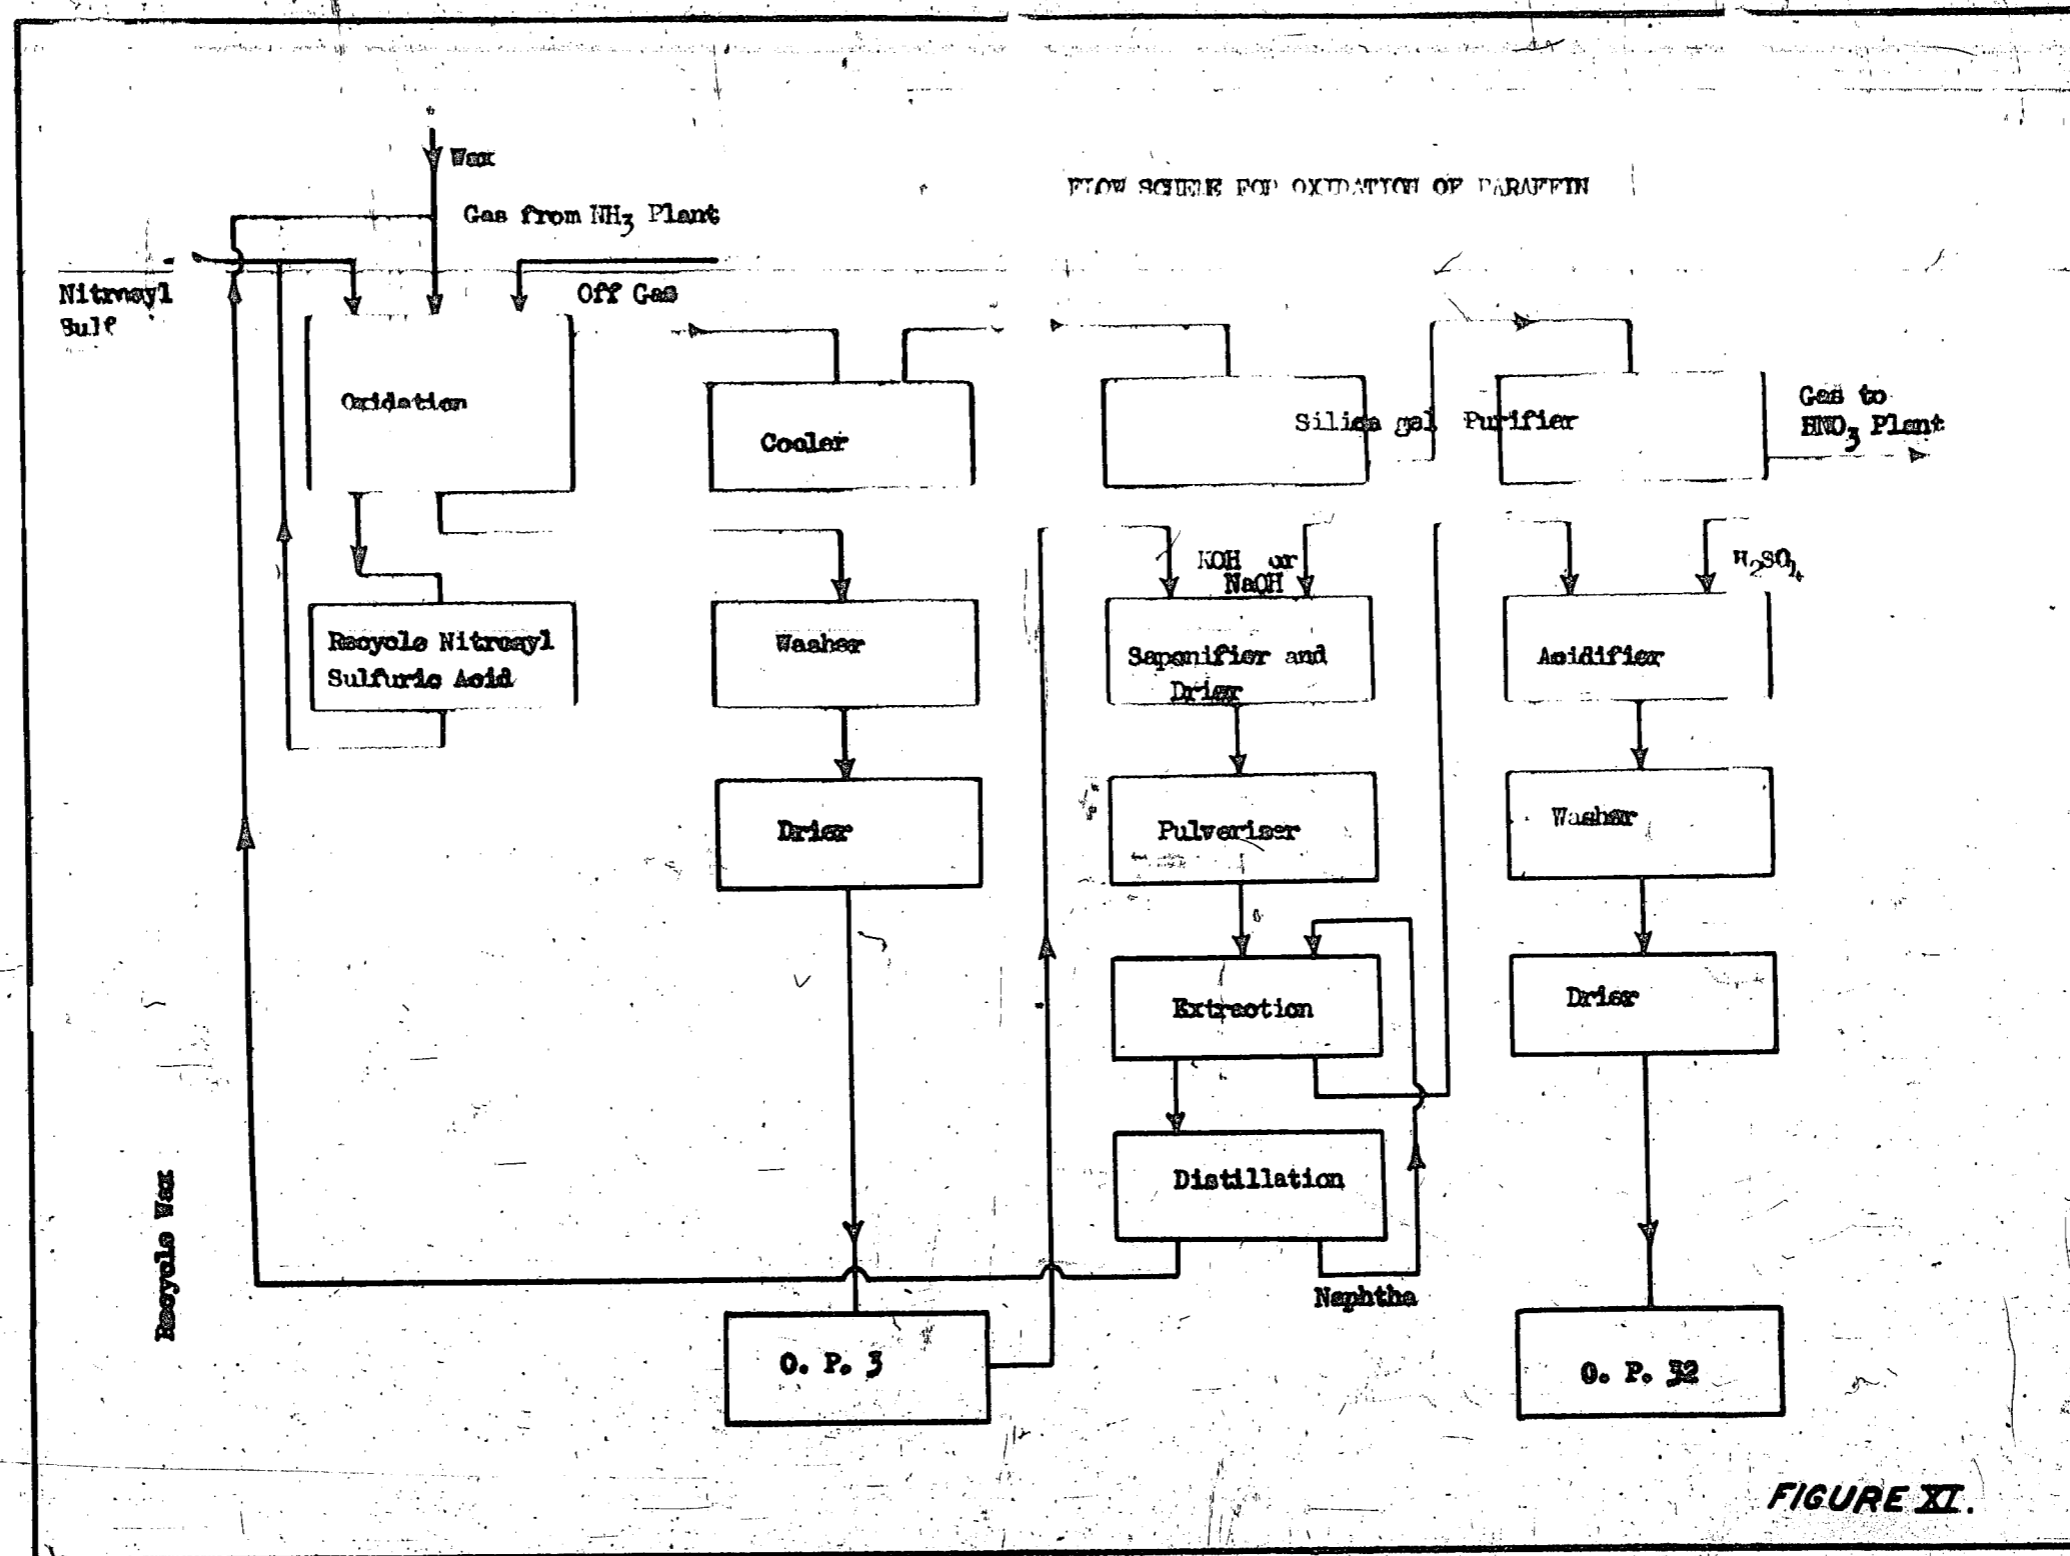 FLOW SCHEME FOR OXIDATION OF PARAFFIN
Wax
Gas from NH3 Plant
Nitrosyl
Sulf
Off Gas
Oxidation
Cooler
Silica gel Purifier
Gas to
HNO3 Plant
KOH or
NaOH
H2SO4
Recycle Nitrosyl
Sulfuric Acid
Washer
Saponifier and
Drier
Acidifier
Drier
Pulverizer
Washer
Extraction
Drier
Distillation
Recycle Wax
Naphtha
O. P. 3
O. P. 32
FIGURE XI.